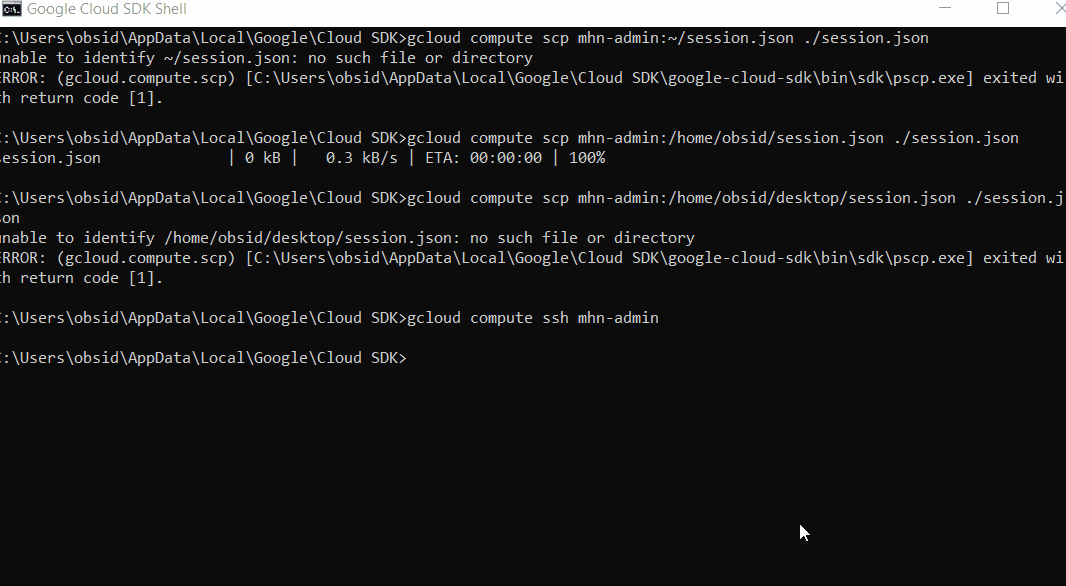 Google Cloud SDK Shell
:\Users\obsid\AppData\Local\Google\Cloud SDK>gcloud compute scp mhn-admin:~/session.json ./session.json
unable to identify ~/session.json: no such file or directory
ERROR: (gcloud.compute.scp) [C:\Users\obsid\AppData\Local\Google\Cloud SDK\google-cloud-sdk\bin\sdk\pscp.exe] exited wi
th return code [1].
:\Users\obsid\AppData\Local\Google\Cloud SDK>gcloud compute scp mhn-admin:/home/obsid/session.json ./session.json
session.json | 0 kB | 0.3 kB/s | ETA: 00:00:00 | 100%
:\Users\obsid\AppData\Local\Google\Cloud SDK>gcloud compute scp mhn-admin:/home/obsid/desktop/session.json ./session.j
son
unable to identify /home/obsid/desktop/session.json: no such file or directory
ERROR: (gcloud.compute.scp) [C:\Users\obsid\AppData\Local\Google\Cloud SDK\google-cloud-sdk\bin\sdk\pscp.exe] exited wi
th return code [1].
:\Users\obsid\AppData\Local\Google\Cloud SDK>gcloud compute ssh mhn-admin
:\Users\obsid\AppData\Local\Google\Cloud SDK>